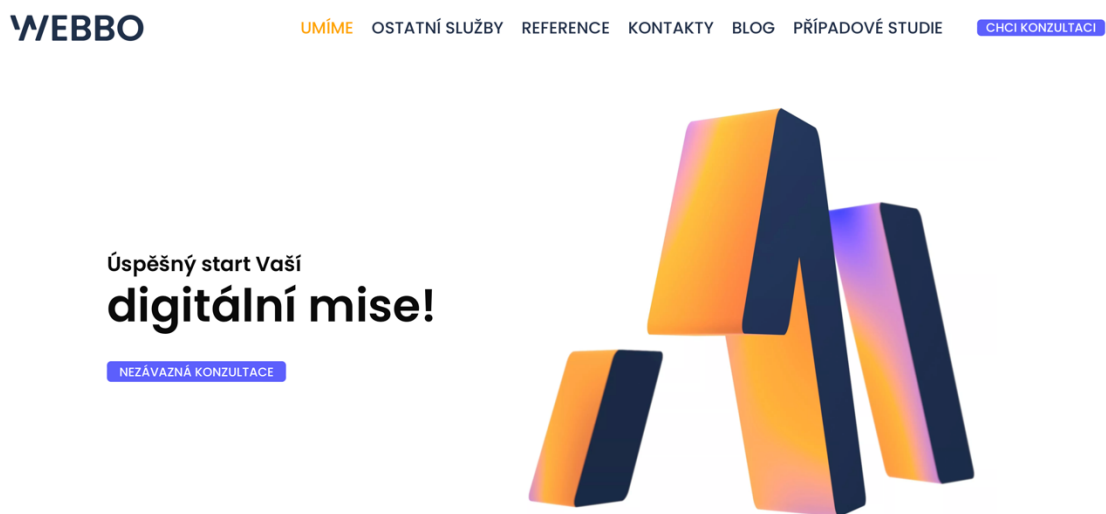 WEBBO
UMÍME OSTATNÍ SLUŽBY REFERENCE KONTAKTY BLOG PŘÍPADOVÉ STUDIE CHCI KONZULTACI
Úspěšný start Vaší
digitální mise!
NEZÁVAZNÁ KONZULTACE